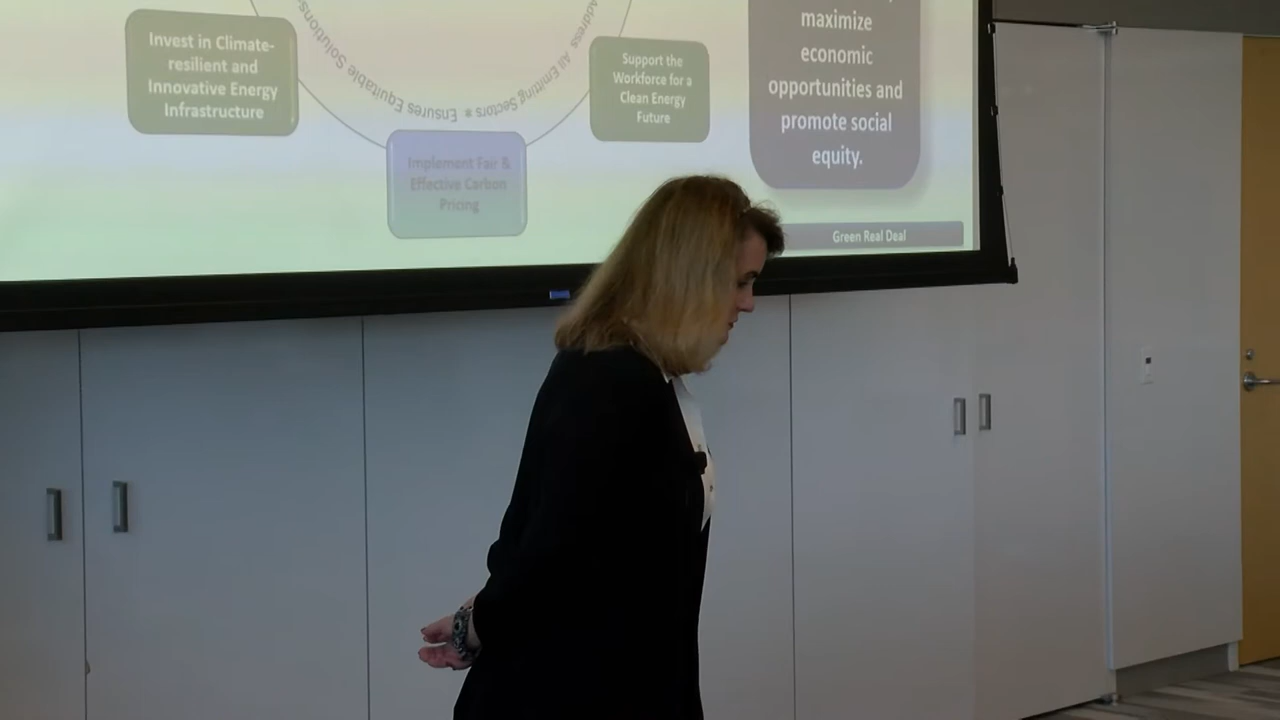 Invest in Climate-
resilient and
Innovative Energy
Infrastructure
Ensures Equitable Solutions
*
Address All Emitting Sectors
Implement Fair &
Effective Carbon
Pricing
Support the
Workforce for a
Clean Energy
Future
maximize
economic
opportunities and
promote social
equity.
Green Real Deal